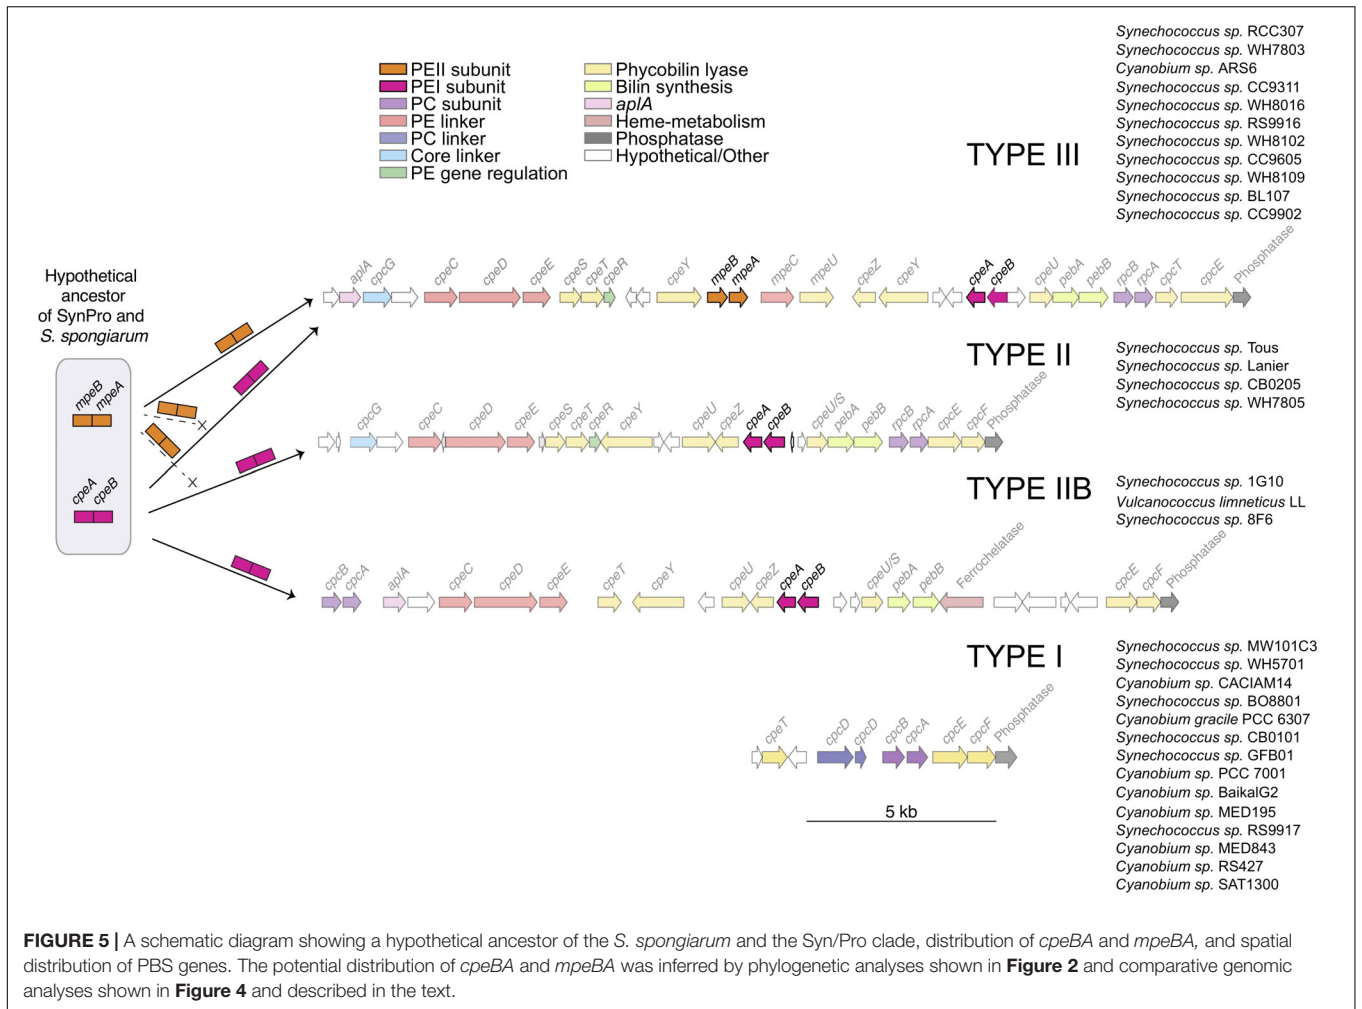 Synechococcus sp. RCC307
Synechococcus sp. WH7803
Cyanobium sp. ARS6
Synechococcus sp. CC9311
Synechococcus sp. WH8016
Synechococcus sp. RS9916
Synechococcus sp. WH8102
Synechococcus sp. CC9605
Synechococcus sp. WH8109
Synechococcus sp. BL107
Synechococcus sp. CC9902
PEII subunit
PEI subunit
PC subunit
PE linker
PC linker
Core linker
PE gene regulation
Phycobilin lyase
Bilin synthesis
aplA
Heme-metabolism
Phosphatase
Hypothetical/Other
TYPE III
Hypothetical
ancestor
of SynPro and
S. spongiarum
mpeB
mpeA
cpeA
cpeB
aplA
cpcG
cpeC
cpeD
cpeE
cpeS
cpeT
cpeR
cpeY
mpeB
mpeA
mpeC
mpeU
cpeZ
cpeY
cpeA
cpeB
cpeU
pebA
pebB
rpcB
rpcA
cpcT
cpcE
Phosphatase
TYPE II
Synechococcus sp. Tous
Synechococcus sp. Lanier
Synechococcus sp. CB0205
Synechococcus sp. WH7805
cpcG
cpeC
cpeD
cpeE
cpeS
cpeT
cpeR
cpeY
cpeU
cpeZ
cpeA
cpeB
cpeU/S
pebA
pebB
rpcB
rpcA
cpcE
cpcF
Phosphatase
TYPE IIB
Synechococcus sp. 1G10
Vulcanococcus limneticus LL
Synechococcus sp. 8F6
cpcB
cpcA
aplA
cpeC
cpeD
cpeE
cpeT
cpeY
cpeU
cpeZ
cpeA
cpeB
cpeU/S
pebA
pebB
Ferrochelatase
cpcE
cpcF
Phosphatase
TYPE I
Synechococcus sp. MW101C3
Synechococcus sp. WH5701
Cyanobium sp. CACIAM14
Synechococcus sp. BO8801
Cyanobium gracile PCC 6307
Synechococcus sp. CB0101
Synechococcus sp. GFB01
Cyanobium sp. PCC 7001
Cyanobium sp. BaikalG2
Cyanobium sp. MED195
Synechococcus sp. RS9917
Cyanobium sp. MED843
Cyanobium sp. RS427
Cyanobium sp. SAT1300
cpeT
cpcD
cpcD
cpcB
cpcA
cpcE
cpcF
Phosphatase
5 kb
FIGURE 5 | A schematic diagram showing a hypothetical ancestor of the S. spongiarum and the Syn/Pro clade, distribution of cpeBA and mpeBA, and spatial
distribution of PBS genes. The potential distribution of cpeBA and mpeBA was inferred by phylogenetic analyses shown in Figure 2 and comparative genomic
analyses shown in Figure 4 and described in the text.